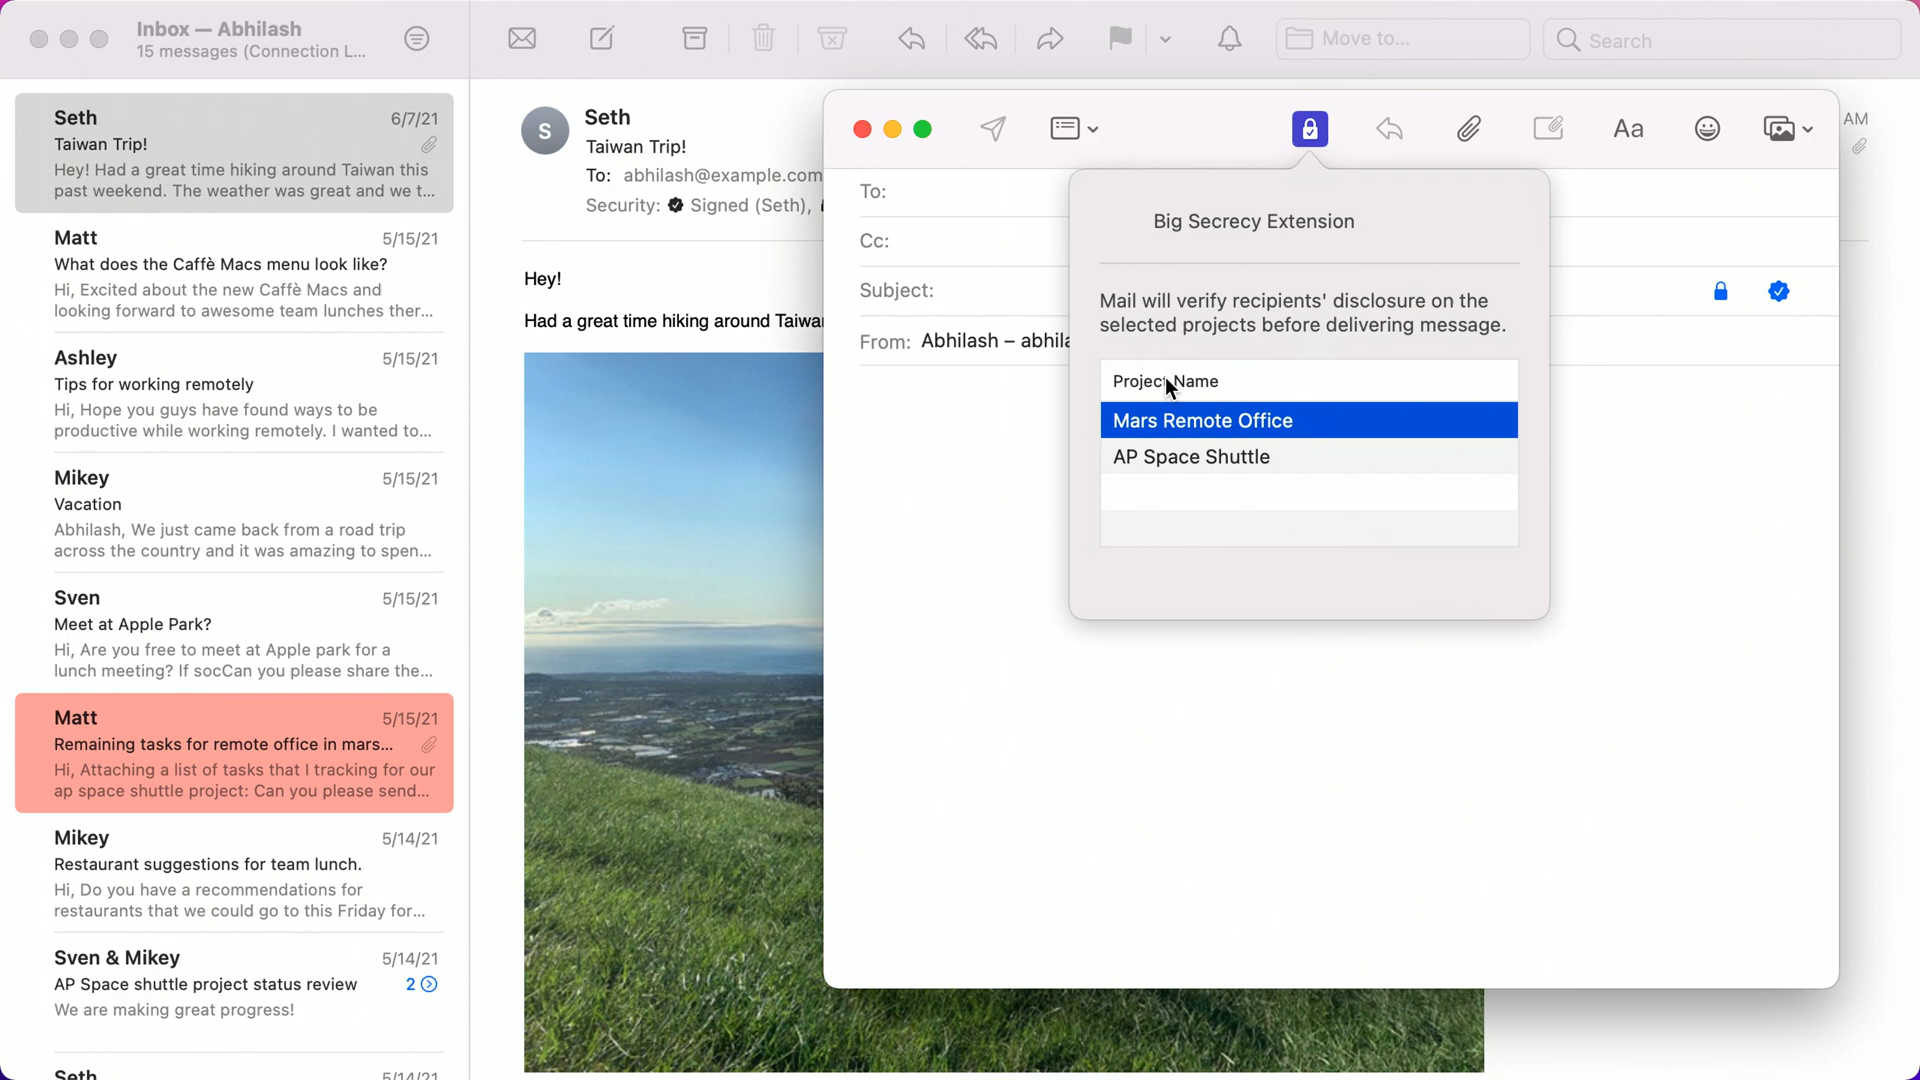 Inbox — Abhilash
15 messages (Connection L...
Move to...
Search
Seth 6/7/21
Taiwan Trip!
Hey! Had a great time hiking around Taiwan this
past weekend. The weather was great and we t...
Matt 5/15/21
What does the Caffè Macs menu look like?
Hi, Excited about the new Caffè Macs and
looking forward to awesome team lunches ther...
Ashley 5/15/21
Tips for working remotely
Hi, Hope you guys have found ways to be
productive while working remotely. I wanted to...
Mikey 5/15/21
Vacation
Abhilash, We just came back from a road trip
across the country and it was amazing to spen...
Sven 5/15/21
Meet at Apple Park?
Hi, Are you free to meet at Apple park for a
lunch meeting? If socCan you please share the...
Matt 5/15/21
Remaining tasks for remote office in mars...
Hi, Attaching a list of tasks that I tracking for our
ap space shuttle project: Can you please send...
Mikey 5/14/21
Restaurant suggestions for team lunch.
Hi, Do you have a recommendations for
restaurants that we could go to this Friday for...
Sven & Mikey 5/14/21
AP Space shuttle project status review 2
We are making great progress!
Seth 5/14/21
S
Seth
Taiwan Trip!
To: abhilash@example.com
Security: Signed (Seth),
AM
Hey!
Had a great time hiking around Taiwa
Aa
To:
Cc:
Subject:
From: Abhilash – abhila
Big Secrecy Extension
Mail will verify recipients' disclosure on the
selected projects before delivering message.
Project Name
Mars Remote Office
AP Space Shuttle